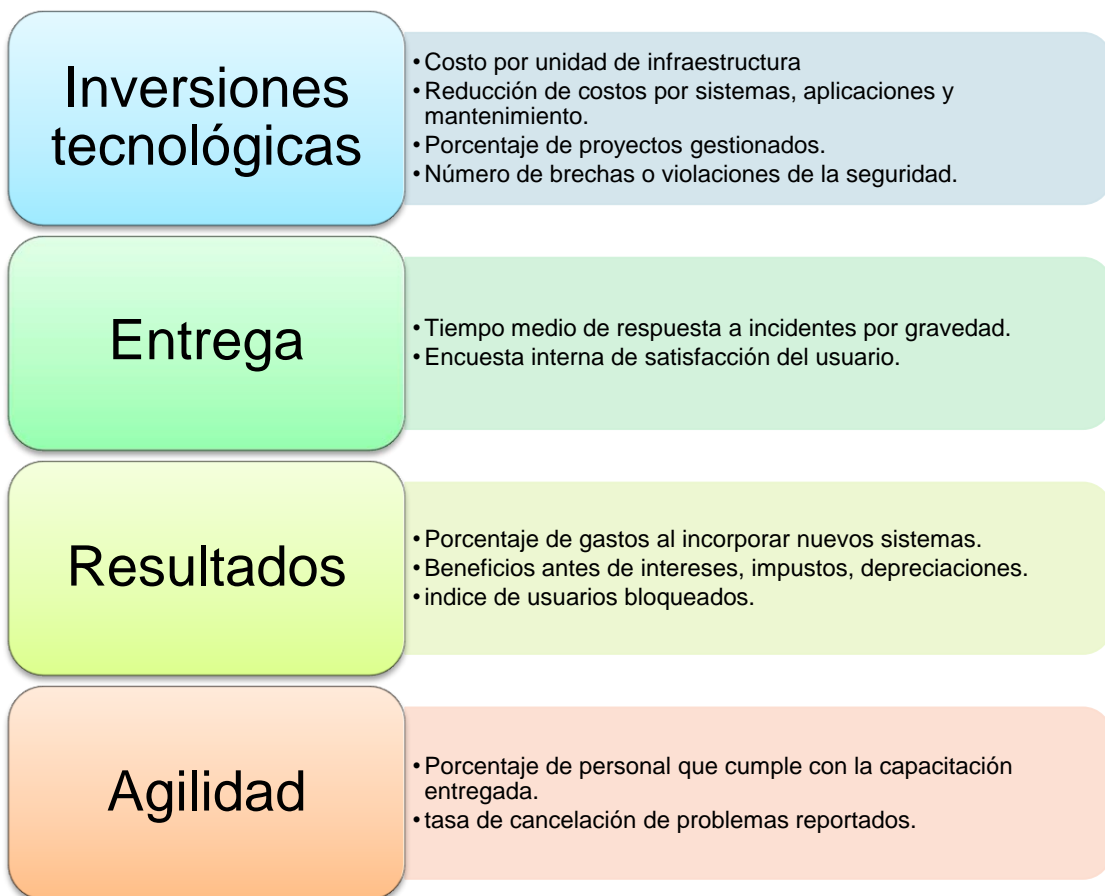 Inversiones
tecnológicas
•Costo por unidad de infraestructura
•Reducción de costos por sistemas, aplicaciones y
mantenimiento.
•Porcentaje de proyectos gestionados.
•Número de brechas o violaciones de la seguridad.
Entrega
•Tiempo medio de respuesta a incidentes por gravedad.
•Encuesta interna de satisfacción del usuario.
Resultados
•Porcentaje de gastos al incorporar nuevos sistemas.
•Beneficios antes de intereses, impustos, depreciaciones.
•indice de usuarios bloqueados.
Agilidad
•Porcentaje de personal que cumple con la capacitación
entregada.
•tasa de cancelación de problemas reportados.